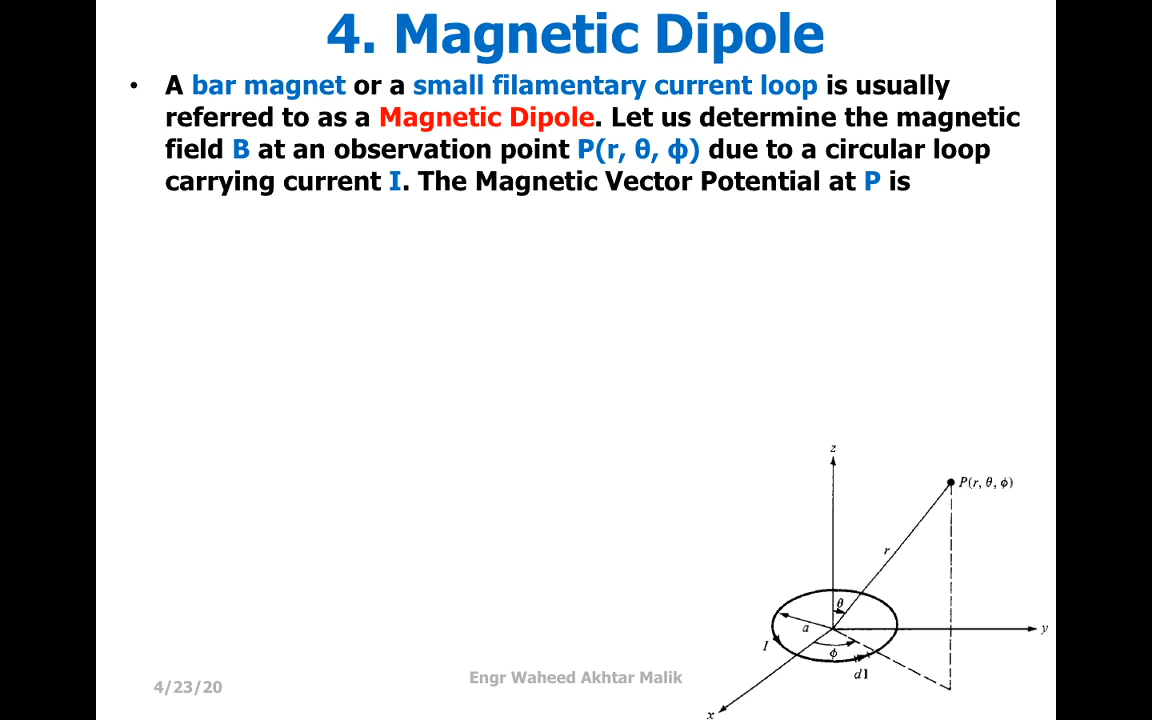 4. Magnetic Dipole
• A bar magnet or a small filamentary current loop is usually
referred to as a Magnetic Dipole. Let us determine the magnetic
field B at an observation point P(r, θ, ϕ) due to a circular loop
carrying current I. The Magnetic Vector Potential at P is
z
P(r, θ, ϕ)
r
θ
a
y
I
ϕ
dl
x
4/23/20
Engr Waheed Akhtar Malik